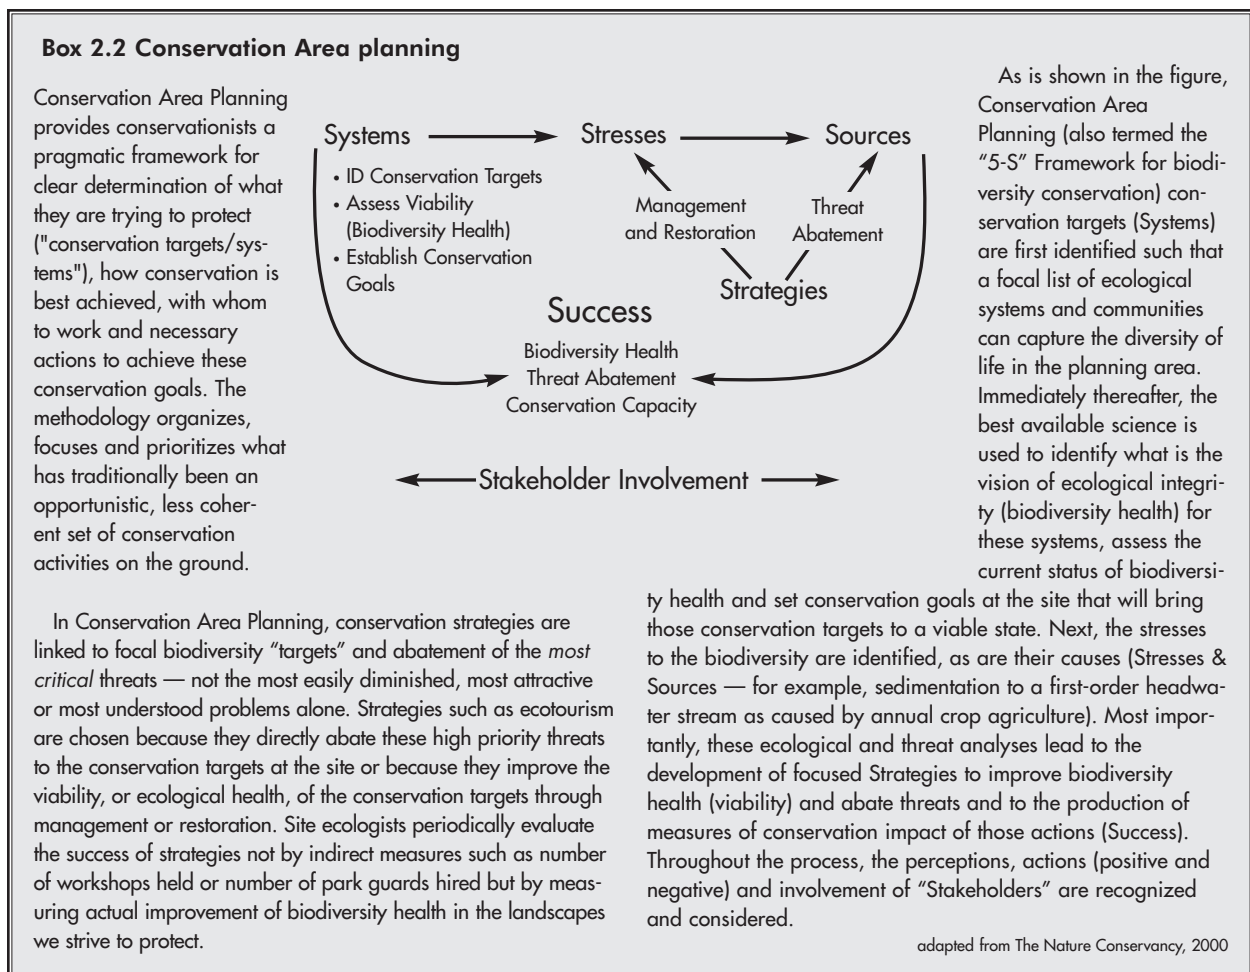 Box 2.2 Conservation Area planning
Conservation Area Planning
provides conservationists a
pragmatic framework for
clear determination of what
they are trying to protect
("conservation targets/sys-
tems"), how conservation is
best achieved, with whom
to work and necessary
actions to achieve these
conservation goals. The
methodology organizes,
focuses and prioritizes what
has traditionally been an
opportunistic, less coher-
ent set of conservation
activities on the ground.
In Conservation Area Planning, conservation strategies are
linked to focal biodiversity “targets” and abatement of the most
critical threats — not the most easily diminished, most attractive
or most understood problems alone. Strategies such as ecotourism
are chosen because they directly abate these high priority threats
to the conservation targets at the site or because they improve the
viability, or ecological health, of the conservation targets through
management or restoration. Site ecologists periodically evaluate
the success of strategies not by indirect measures such as number
of workshops held or number of park guards hired but by meas-
uring actual improvement of biodiversity health in the landscapes
we strive to protect.
Systems
Stresses
Sources
• ID Conservation Targets
• Assess Viability
(Biodiversity Health)
• Establish Conservation
Goals
Management
and Restoration
Threat
Abatement
Strategies
Success
Biodiversity Health
Threat Abatement
Conservation Capacity
Stakeholder Involvement
As is shown in the figure,
Conservation Area
Planning (also termed the
“5-S” Framework for biodi-
versity conservation) con-
servation targets (Systems)
are first identified such that
a focal list of ecological
systems and communities
can capture the diversity of
life in the planning area.
Immediately thereafter, the
best available science is
used to identify what is the
vision of ecological integri-
ty (biodiversity health) for
these systems, assess the
current status of biodiversi-
ty health and set conservation goals at the site that will bring
those conservation targets to a viable state. Next, the stresses
to the biodiversity are identified, as are their causes (Stresses &
Sources — for example, sedimentation to a first-order headwa-
ter stream as caused by annual crop agriculture). Most impor-
tantly, these ecological and threat analyses lead to the
development of focused Strategies to improve biodiversity
health (viability) and abate threats and to the production of
measures of conservation impact of those actions (Success).
Throughout the process, the perceptions, actions (positive and
negative) and involvement of “Stakeholders” are recognized
and considered.
adapted from The Nature Conservancy, 2000